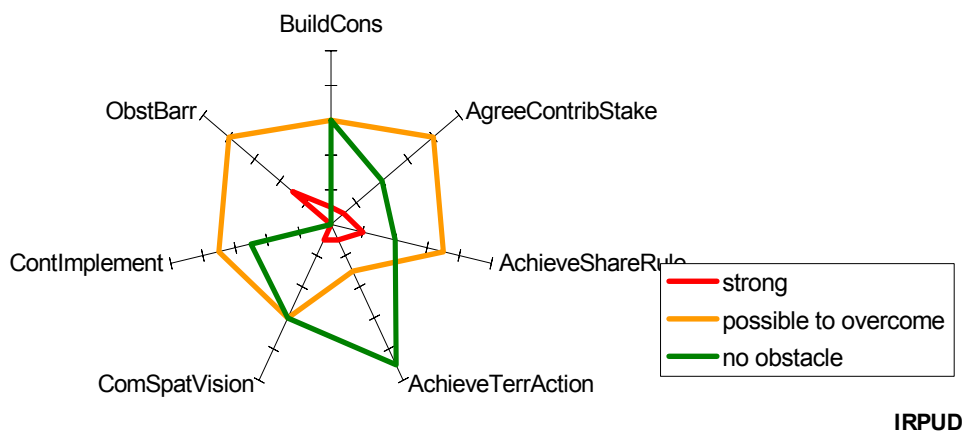 BuildCons
ObstBarr
AgreeContribStake
ContImplement
AchieveShareRule
strong
possible to overcome
no obstacle
ComSpatVision
AchieveTerrAction
IRPUD